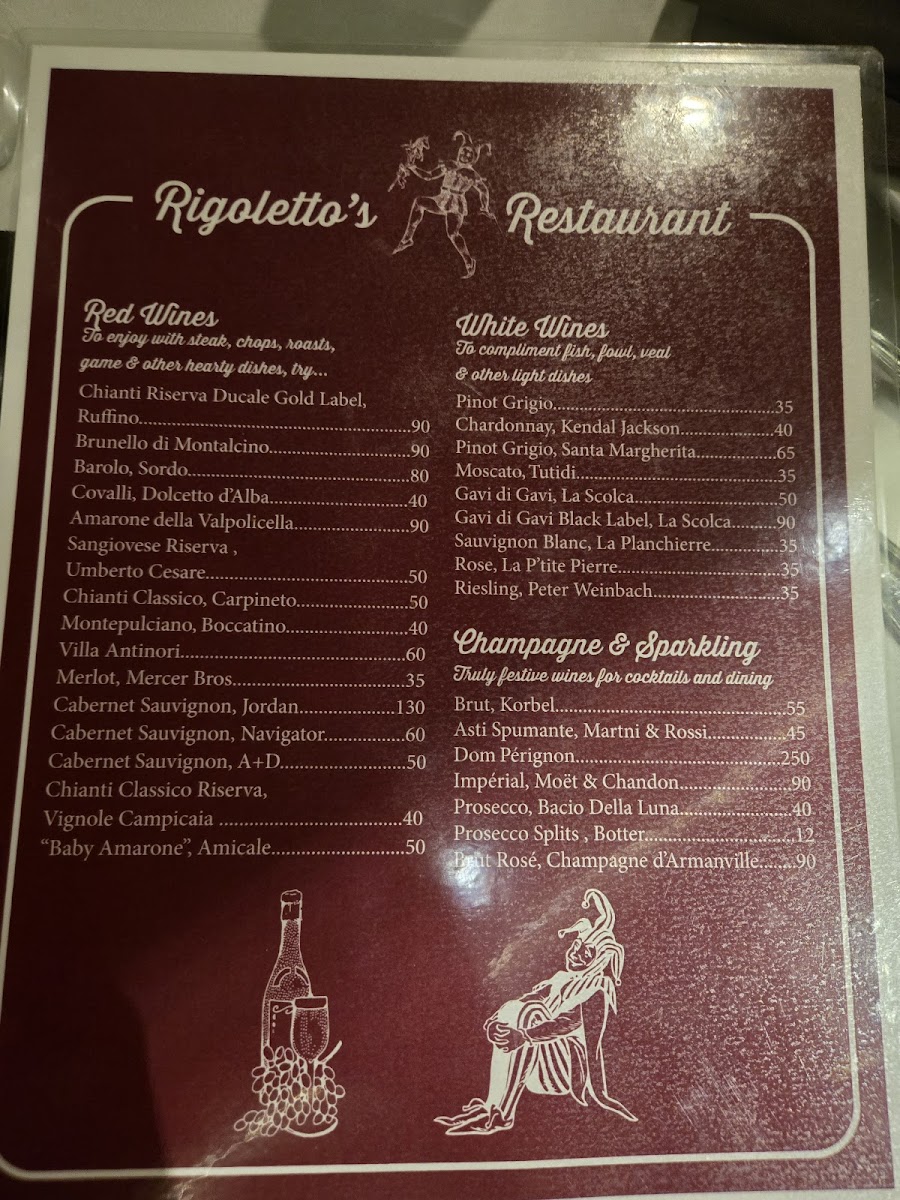 Rigoletto's Restaurant
Red Wines
To enjoy with steak, chops, roasts,
game & other hearty dishes, try...
Chianti Riserva Ducale Gold Label,
Ruffino...90
Brunello di Montalcino...90
Barolo, Sordo...80
Covalli, Dolcetto d'Alba...40
Amarone della Valpolicella...90
Sangiovese Riserva ,
Umberto Cesare...50
Chianti Classico, Carpineto...50
Montepulciano, Boccatino...40
Villa Antinori...60
Merlot, Mercer Bros...35
Cabernet Sauvignon, Jordan...130
Cabernet Sauvignon, Navigator...60
Cabernet Sauvignon, A+D...50
Chianti Classico Riserva,
Vignole Campicaia ...40
"Baby Amarone", Amicale...50
White Wines
To compliment fish, fowl, veal
& other light dishes
Pinot Grigio...35
Chardonnay, Kendal Jackson...40
Pinot Grigio, Santa Margherita...65
Moscato, Tutidi...35
Gavi di Gavi, La Scolca...50
Gavi di Gavi Black Label, La Scolca...90
Sauvignon Blanc, La Planchierre...35
Rose, La P'tite Pierre...35
Riesling, Peter Weinbach...35
Champagne & Sparkling
Truly festive wines for cocktails and dining
Brut, Korbel...55
Asti Spumante, Martni & Rossi...45
Dom Pérignon...250
Impérial, Moët & Chandon...90
Prosecco, Bacio Della Luna...40
Prosecco Splits , Botter...12
Brut Rosé, Champagne d'Armanville...90